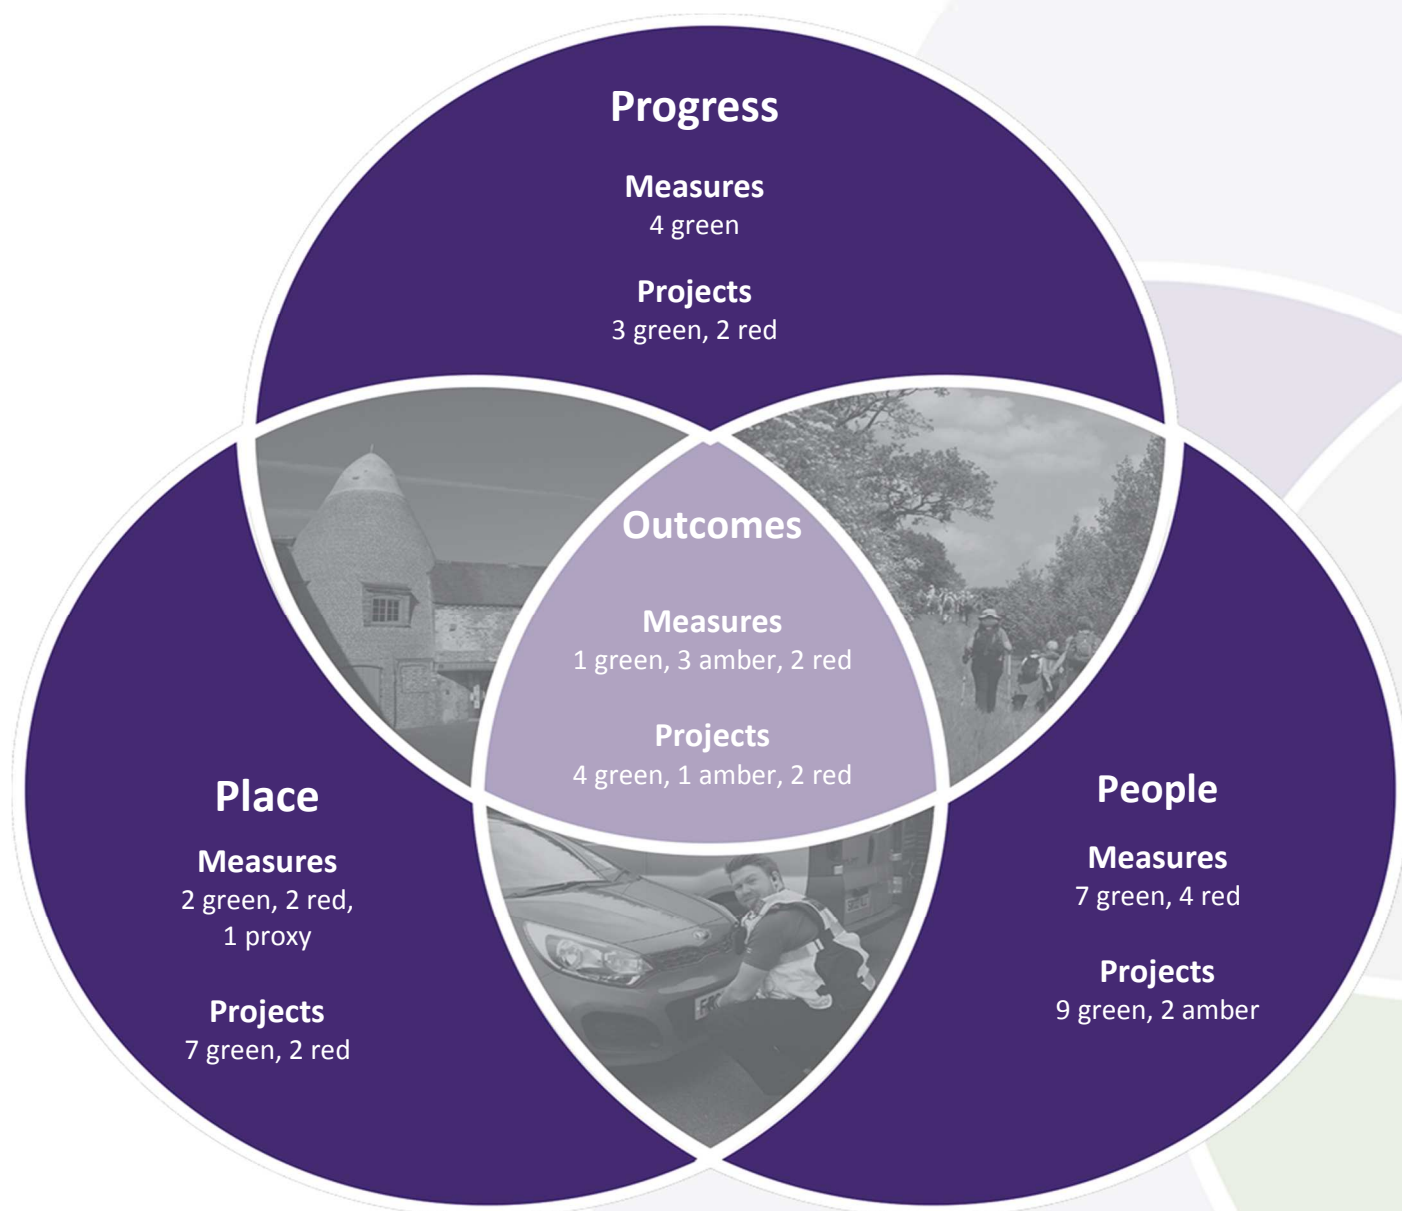 Progress
Measures
4 green
Projects
3 green, 2 red
Outcomes
Measures
1 green, 3 amber, 2 red
Projects
4 green, 1 amber, 2 red
Place
Measures
2 green, 2 red,
1 proxy
Projects
7 green, 2 red
People
Measures
7 green, 4 red
Projects
9 green, 2 amber